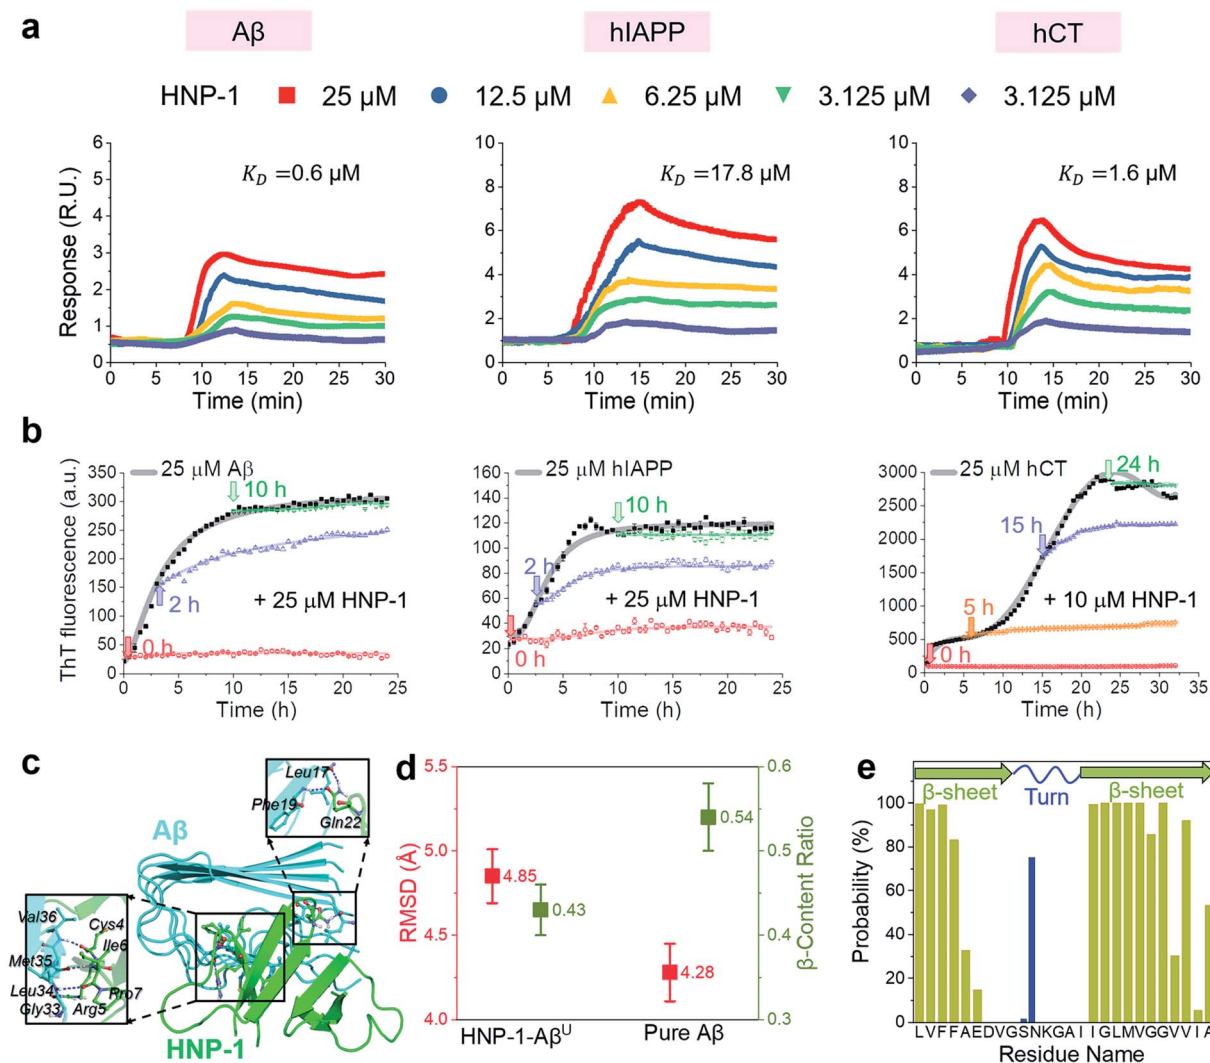 a
Aβ
hIAPP
hCT
HNP-1 25 μM 12.5 μM 6.25 μM 3.125 μM 3.125 μM
Response (R.U.)
6
5
4
3
2
1
0
K_D =0.6 μM
0 5 10 15 20 25 30
Time (min)
10
8
6
4
2
0
K_D =17.8 μM
0 5 10 15 20 25 30
Time (min)
10
8
6
4
2
0
K_D =1.6 μM
0 5 10 15 20 25 30
Time (min)
b
ThT fluorescence (a.u.)
350
300
250
200
150
100
50
0
25 μM Aβ
10 h
2 h
+ 25 μM HNP-1
0 h
0 5 10 15 20 25
Time (h)
160
140
120
100
80
60
40
20
0
25 μM hIAPP
10 h
2 h
+ 25 μM HNP-1
0 h
0 5 10 15 20 25
Time (h)
3000
2500
2000
1500
1000
500
0
25 μM hCT
24 h
15 h
+ 10 μM HNP-1
5 h
0 h
0 5 10 15 20 25 30 35
Time (h)
c
Leu17
Phe19
Gln22
Aβ
Val36
Cys4
Ile6
Met35
Leu34
Pro7
Gly33
Arg5
HNP-1
d
RMSD (Å)
5.5
5.0
4.5
4.0
4.85
0.43
4.28
0.54
0.6
0.5
0.4
0.3
β-Content Ratio
HNP-1-Aβᵁ
Pure Aβ
e
β-sheet
Turn
β-sheet
Probability (%)
100
80
60
40
20
0
LVFFAEDVGSNKGAI IGLMVGGVVIA
Residue Name